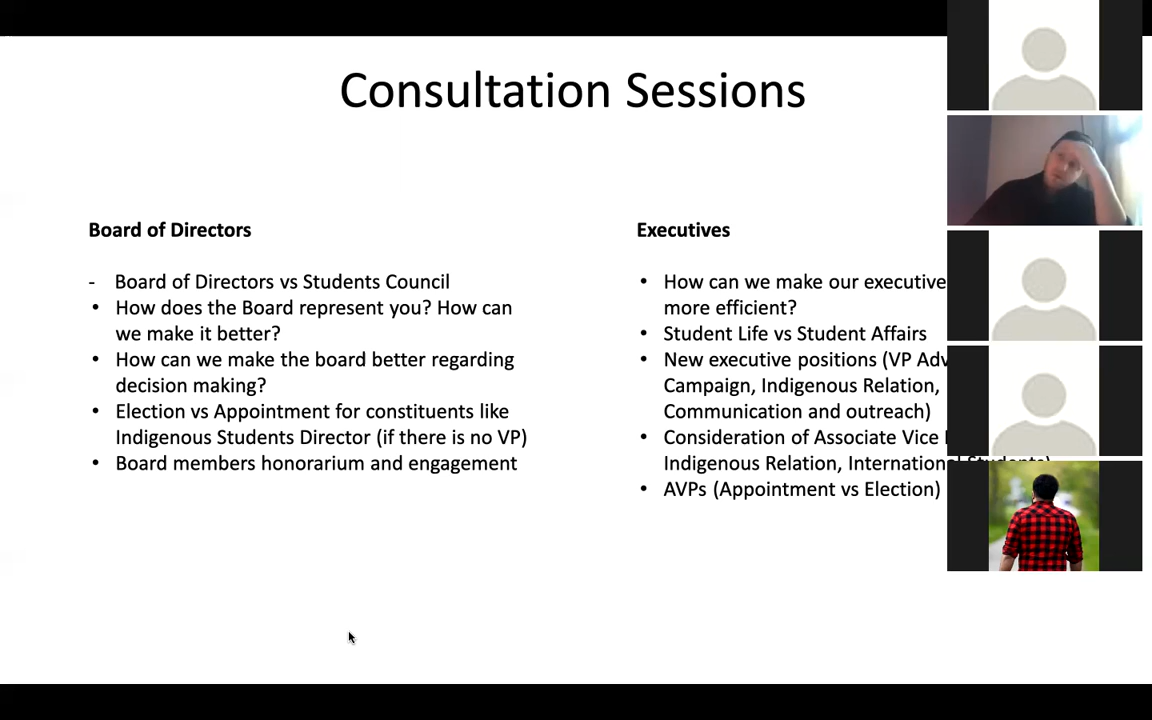 Consultation Sessions
Board of Directors
- Board of Directors vs Students Council
• How does the Board represent you? How can
we make it better?
• How can we make the board better regarding
decision making?
• Election vs Appointment for constituents like
Indigenous Students Director (if there is no VP)
• Board members honorarium and engagement
Executives
• How can we make our executive
more efficient?
• Student Life vs Student Affairs
• New executive positions (VP Adv
Campaign, Indigenous Relation,
Communication and outreach)
• Consideration of Associate Vice
Indigenous Relation, International Students)
• AVPs (Appointment vs Election)